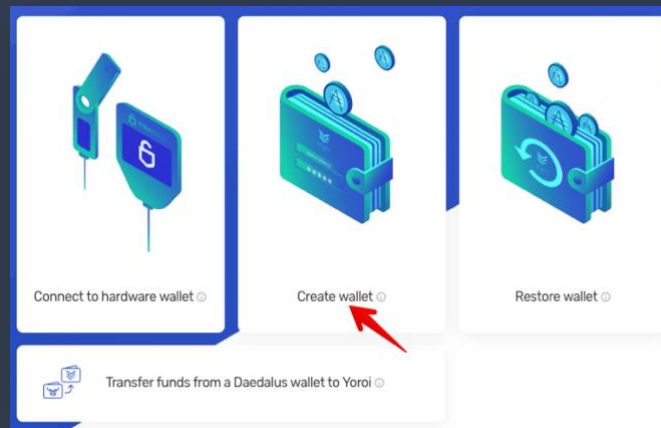 Connect to hardware wallet
Create wallet
Restore wallet
Transfer funds from a Daedalus wallet to Yoroi